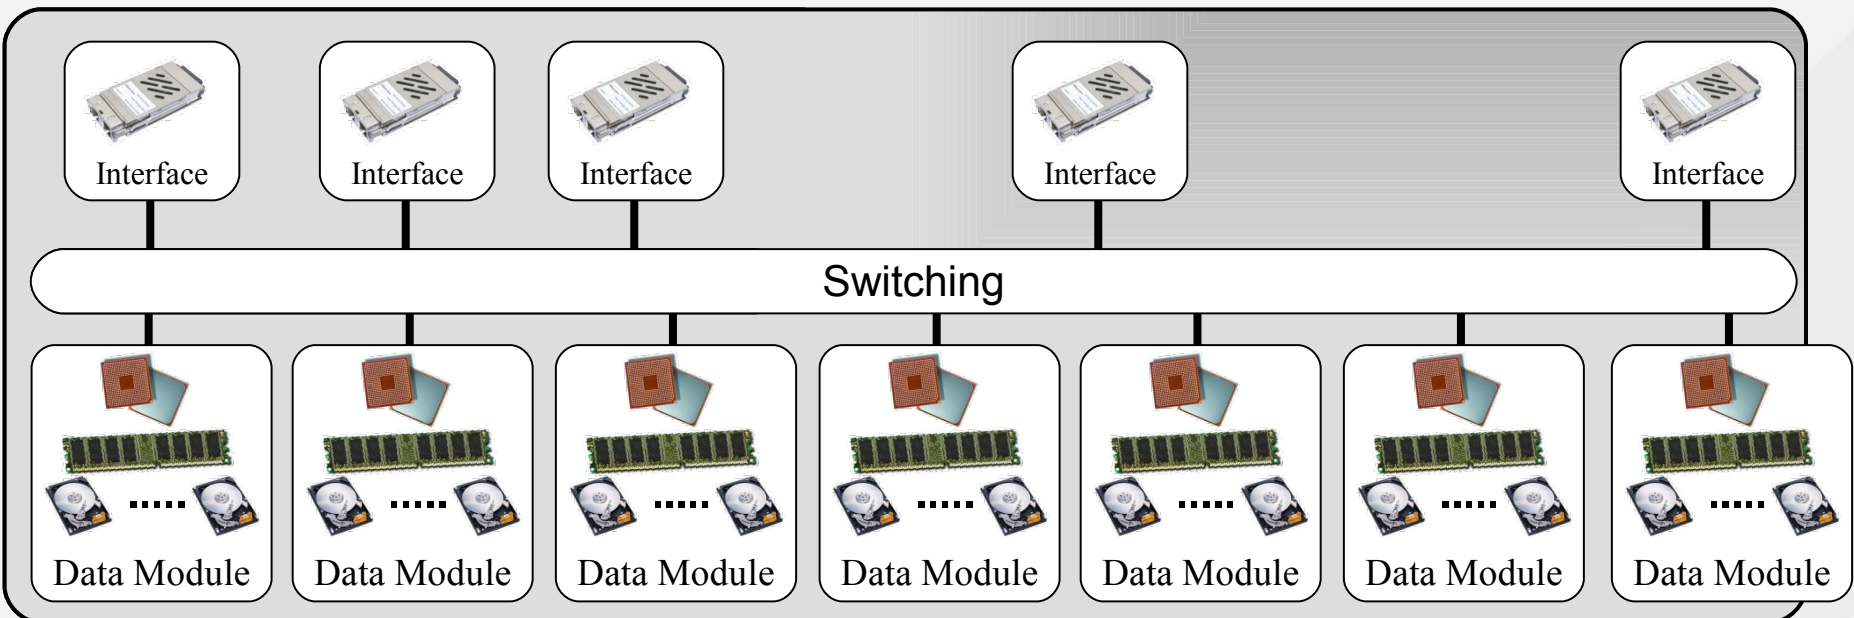 Interface
Interface
Interface
Interface
Interface
Switching
Data Module
Data Module
Data Module
Data Module
Data Module
Data Module
Data Module